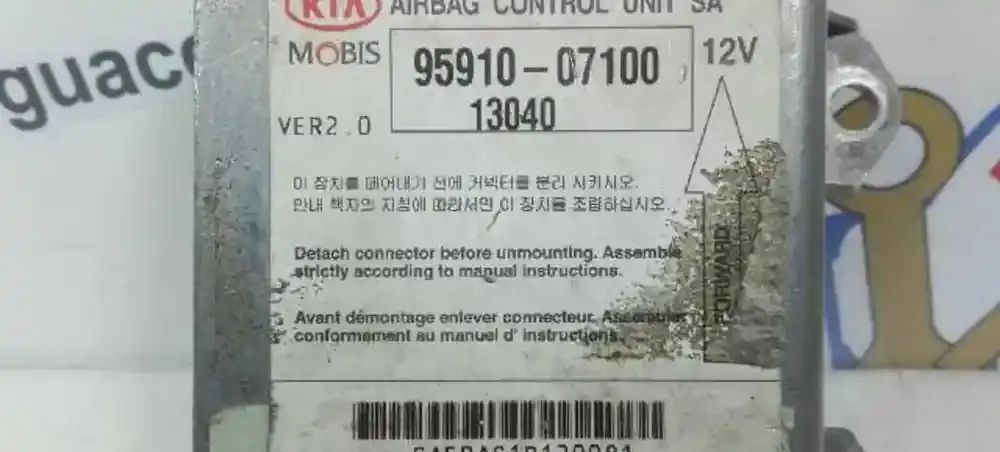 KIA AIRBAG CONTROL UNIT SA
MOBIS
95910-07100
12V
13040
VER2.0
이 장치를 떼어내기 전에 커넥터를 분리 시키시오.
안내 책자의 지침에 따라서만 이 장치를 조립하십시오.
Detach connector before unmounting. Assemble
strictly according to manual instructions.
FORWARD
Avant démontage enlever connecteur. Assembler
conformement au manuel d' instructions.
guac